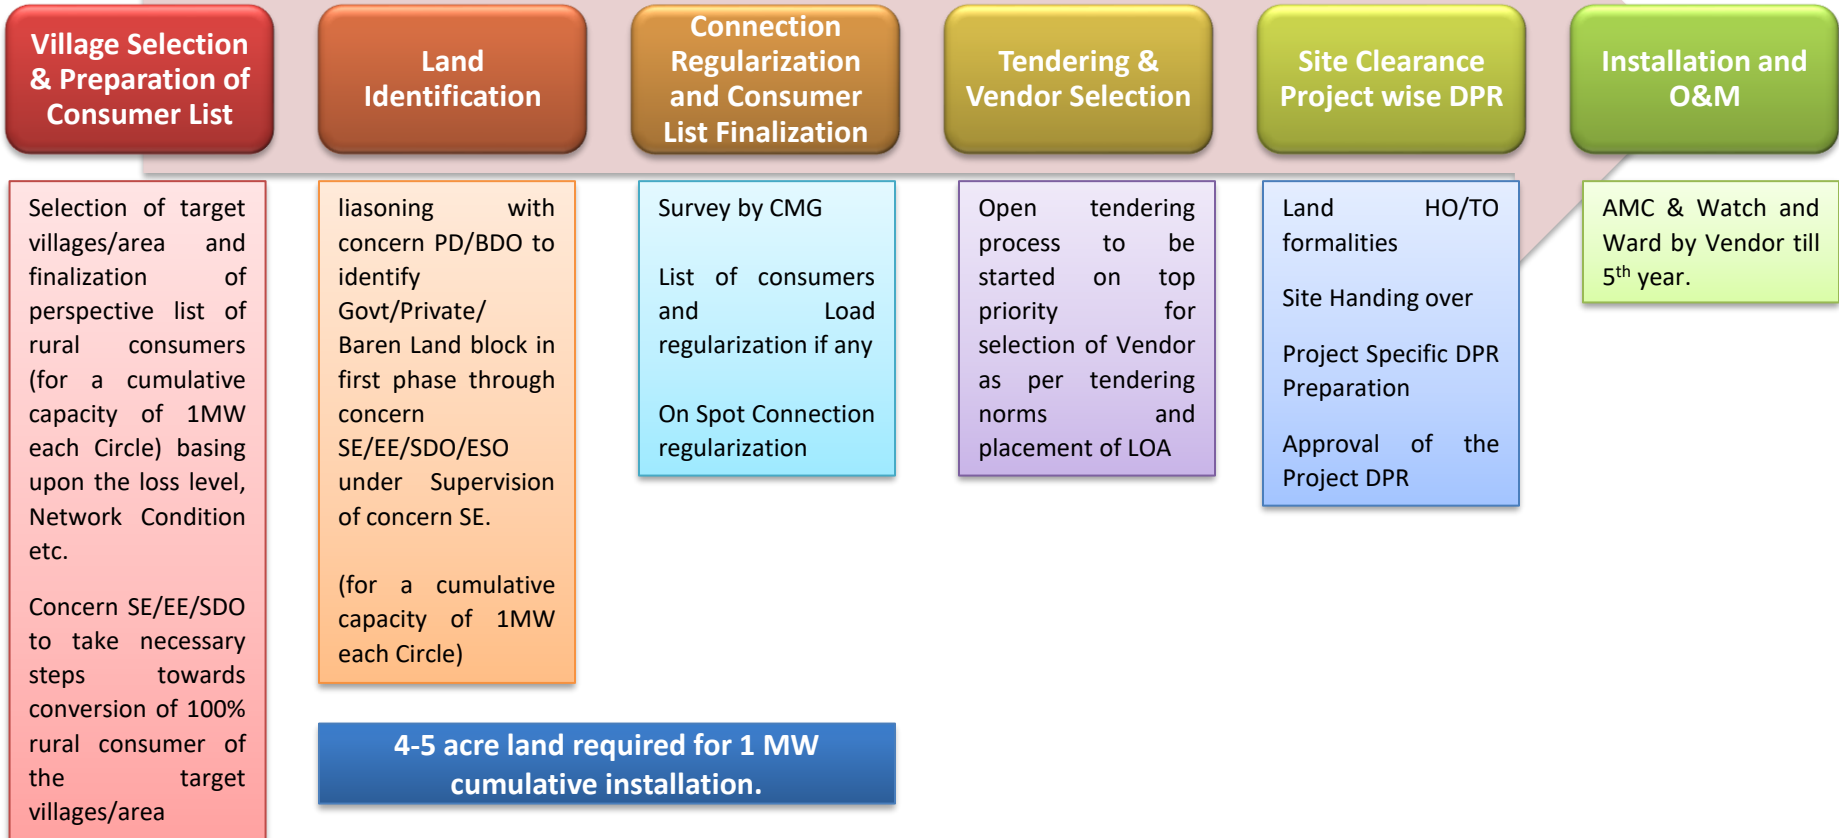 Village Selection
& Preparation of
Consumer List
Land
Identification
Connection
Regularization
and Consumer
List Finalization
Tendering &
Vendor Selection
Site Clearance
Project wise DPR
Installation and
O&M
Selection of target
villages/area and
finalization of
perspective list of
rural consumers
(for a cumulative
capacity of 1MW
each Circle) basing
upon the loss level,
Network Condition
etc.
Concern SE/EE/SDO
to take necessary
steps towards
conversion of 100%
rural consumer of
the target
villages/area
liasoning with
concern PD/BDO to
identify
Govt/Private/
Baren Land block in
first phase through
concern
SE/EE/SDO/ESO
under Supervision
of concern SE.
(for a cumulative
capacity of 1MW
each Circle)
4-5 acre land required for 1 MW
cumulative installation.
Survey by CMG
List of consumers
and Load
regularization if any
On Spot Connection
regularization
Open tendering
process to be
started on top
priority for
selection of Vendor
as per tendering
norms and
placement of LOA
Land HO/TO
formalities
Site Handing over
Project Specific DPR
Preparation
Approval of the
Project DPR
AMC & Watch and
Ward by Vendor till
5th year.